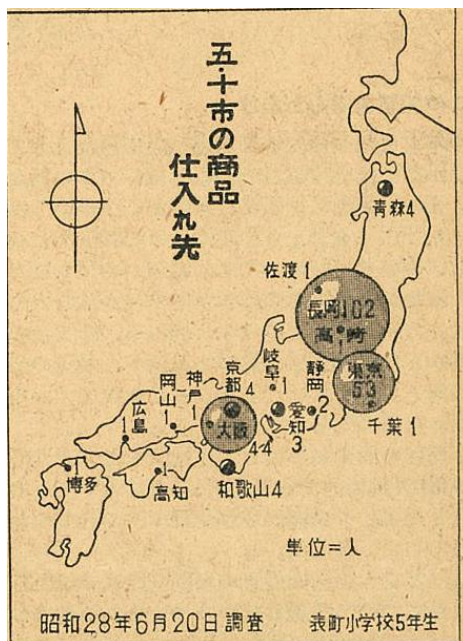 五・十市の商品
仕入れ先
青森4
佐渡1
長岡102
高崎
1
東京
53
千葉1
静岡
2
岐阜
1
愛知
3
京都
4
神戸
1
大阪
44
和歌山4
岡山
1
広島
1
高知
1
博多
1
単位=人
昭和28年6月20日調査
表町小学校5年生